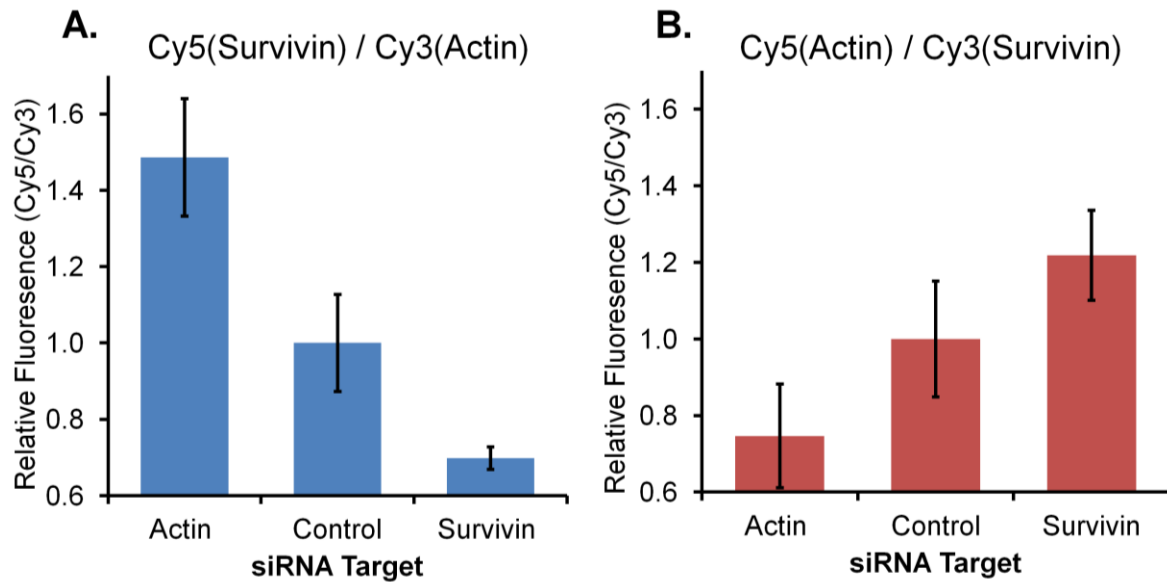 A.
Cy5(Survivin) / Cy3(Actin)
Relative Fluoresence (Cy5/Cy3)
1.6
1.4
1.2
1.0
0.8
0.6
Actin Control Survivin
siRNA Target
B.
Cy5(Actin) / Cy3(Survivin)
Relative Fluoresence (Cy5/Cy3)
1.6
1.4
1.2
1.0
0.8
0.6
Actin Control Survivin
siRNA Target